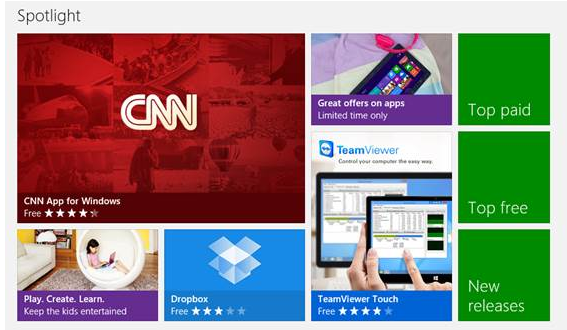 Spotlight
CNN
CNN App for Windows
Free
Great offers on apps
Limited time only
Top paid
TeamViewer
Control your computer the easy way.
TeamViewer Touch
Free
Top free
Play. Create. Learn.
Keep the kids entertained
Dropbox
Free
New
releases